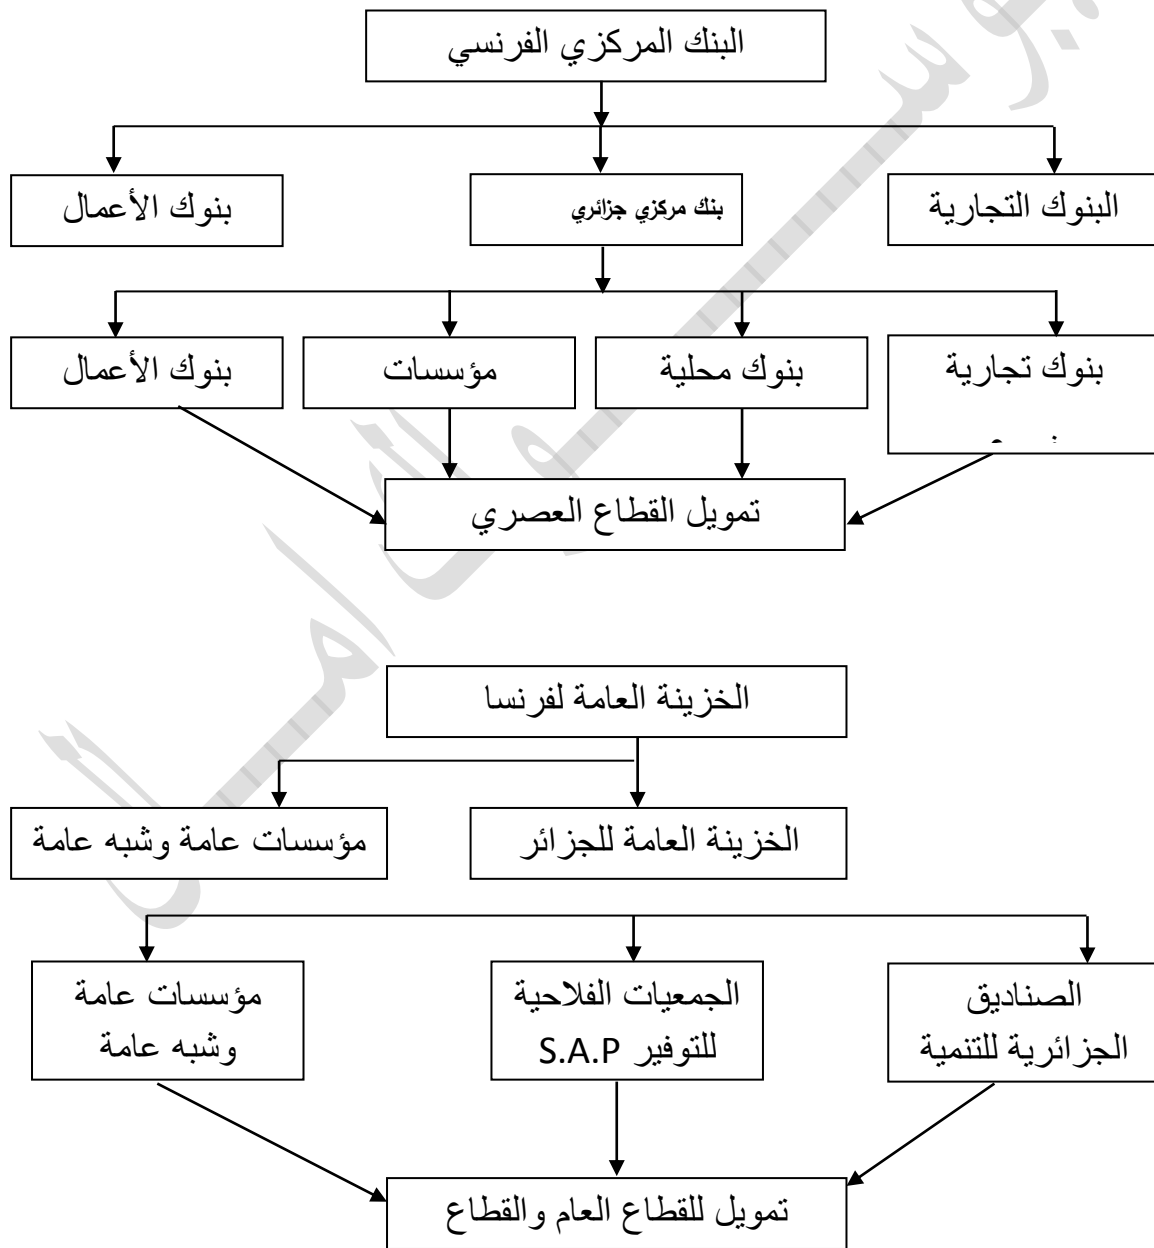 البنك المركزي الفرنسي
البنوك التجارية
بنك مركزي جزائري
بنوك الأعمال
بنوك تجارية
بنوك محلية
مؤسسات
بنوك الأعمال
تمويل القطاع العصري
الخزينة العامة لفرنسا
الخزينة العامة للجزائر
مؤسسات عامة وشبه عامة
الصناديق
الجزائرية للتنمية
الجمعيات الفلاحية
للتوفير S.A.P
مؤسسات عامة
وشبه عامة
تمويل للقطاع العام والقطاع